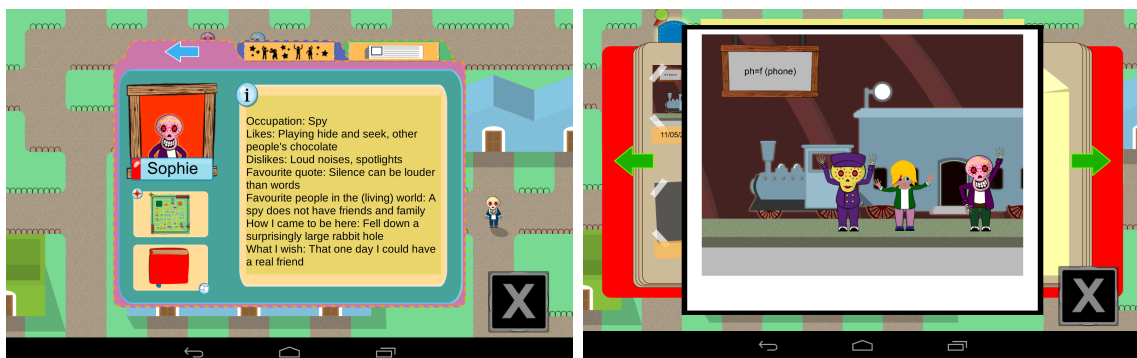 Sophie
Occupation: Spy
Likes: Playing hide and seek, other
people's chocolate
Dislikes: Loud noises, spotlights
Favourite quote: Silence can be louder
than words
Favourite people in the (living) world: A
spy does not have friends and family
How I came to be here: Fell down a
surprisingly large rabbit hole
What I wish: That one day I could have
a real friend
X
ph=f (phone)
11/05/2
X